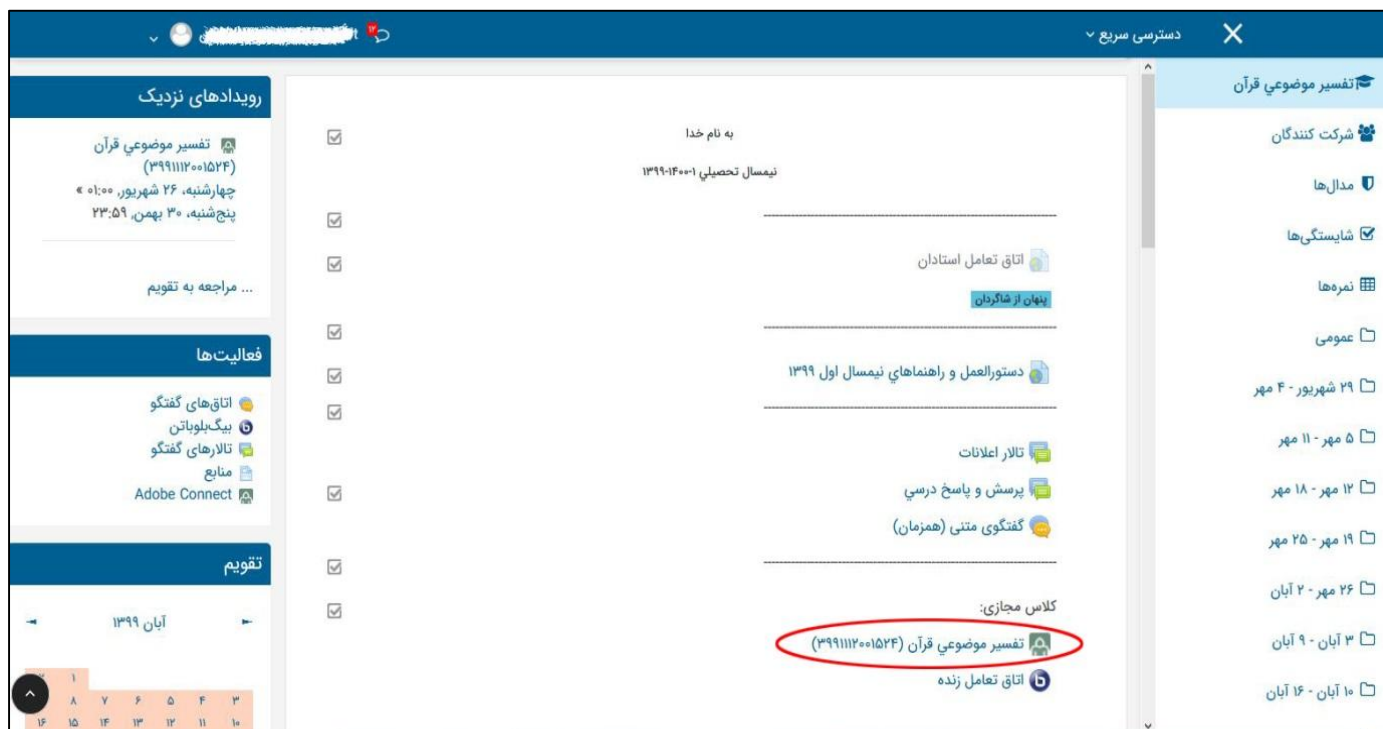 دسترسی سریع
۱۳
تفسیر موضوعي قرآن
شرکت کنندگان
مدال‌ها
شایستگی‌ها
نمره‌ها
عمومی
۲۹ شهریور - ۴ مهر
۵ مهر - ۱۱ مهر
۱۲ مهر - ۱۸ مهر
۱۹ مهر - ۲۵ مهر
۲۶ مهر - ۲ آبان
۳ آبان - ۹ آبان
۱۰ آبان - ۱۶ آبان
به نام خدا
نیمسال تحصیلي ۱-۱۴۰۰-۱۳۹۹
اتاق تعامل استادان
پنهان از شاگردان
دستورالعمل و راهنماهاي نیمسال اول ۱۳۹۹
تالار اعلانات
پرسش و پاسخ درسي
گفتگوی متنی (همزمان)
کلاس مجازی:
تفسیر موضوعي قرآن (۳۹۹۱۱۱۲۰۰۱۵۲۴)
اتاق تعامل زنده
رویدادهای نزدیک
تفسیر موضوعي قرآن
(۳۹۹۱۱۱۲۰۰۱۵۲۴)
چهارشنبه، ۲۶ شهریور, ۰۱:۰۰ »
پنج‌شنبه، ۳۰ بهمن, ۲۳:۵۹
مراجعه به تقویم ...
فعالیت‌ها
اتاق‌های گفتگو
بیگ‌بلوباتن
تالارهای گفتگو
منابع
Adobe Connect
تقویم
آبان ۱۳۹۹
۱ ۲
۳ ۴ ۵ ۶ ۷ ۸
۱۰ ۱۱ ۱۲ ۱۳ ۱۴ ۱۵ ۱۶